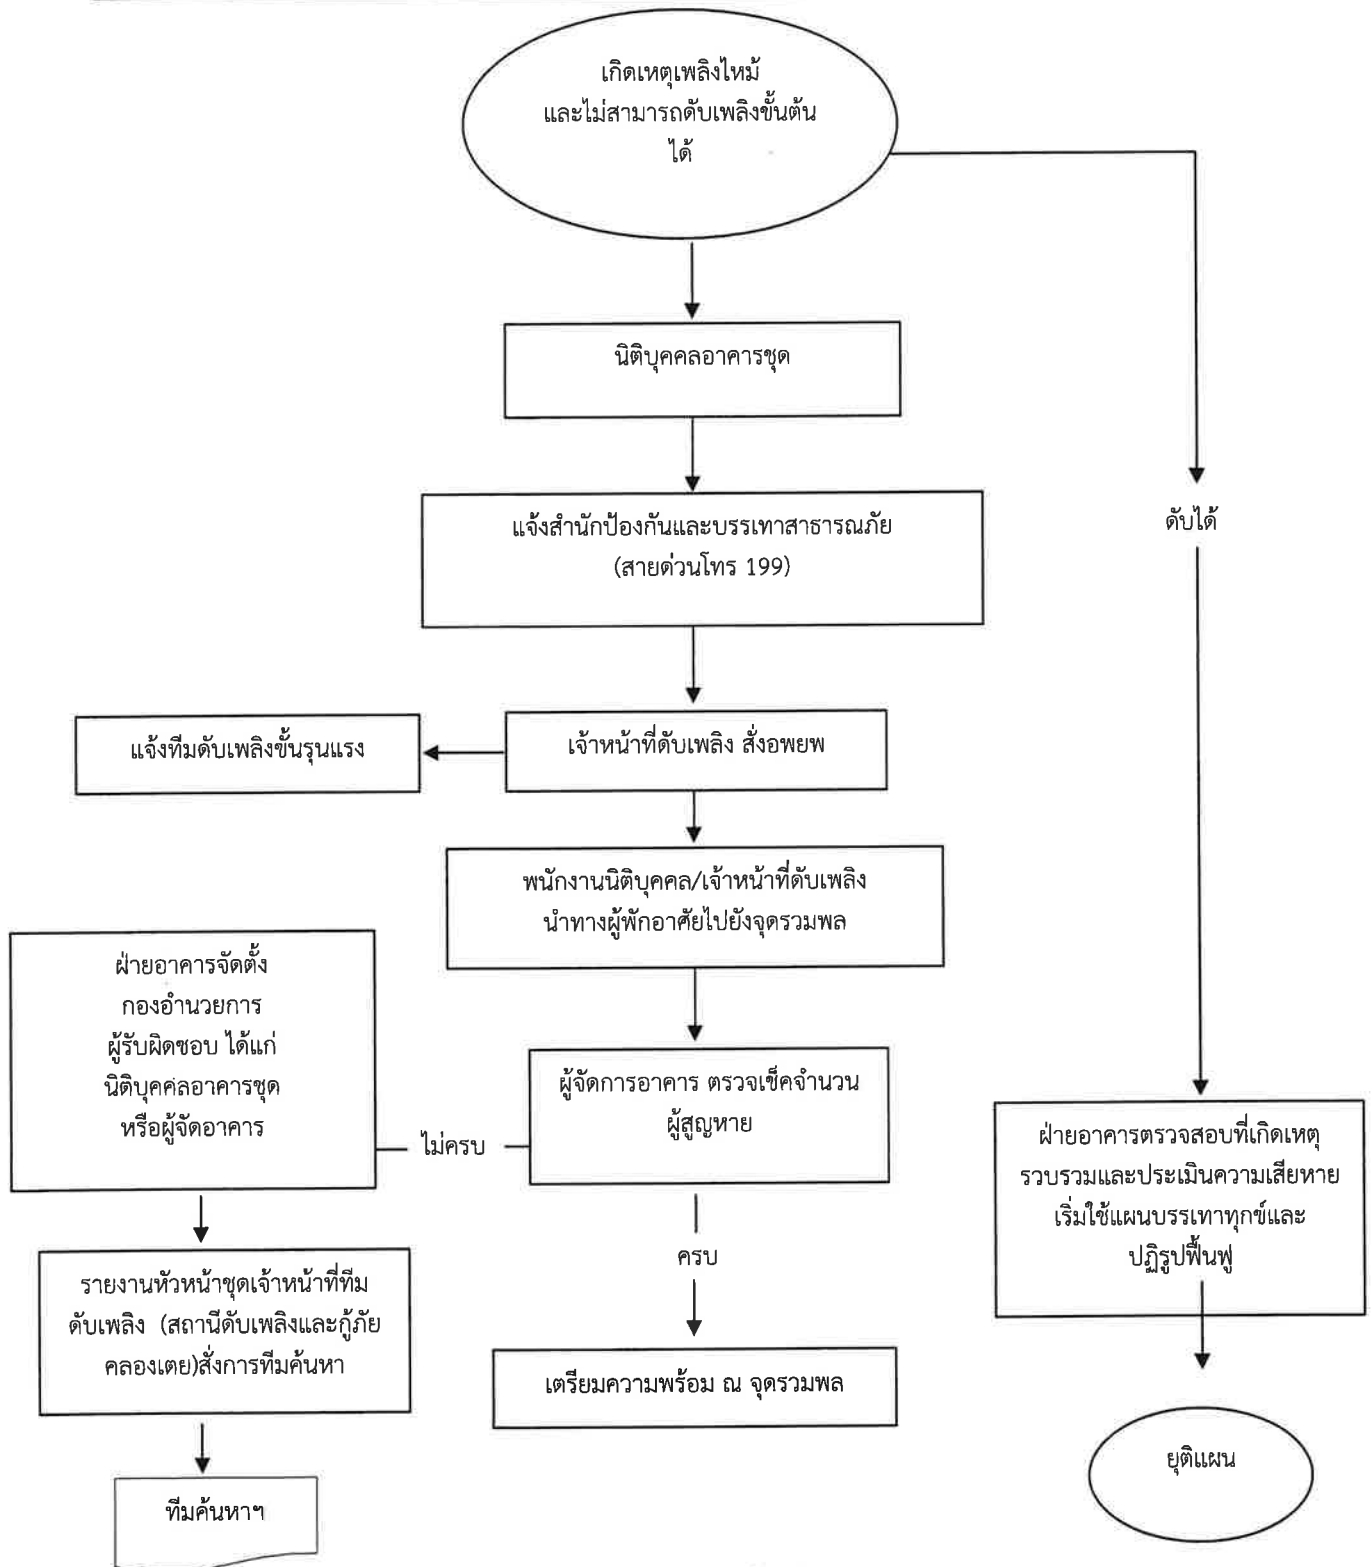 เกิดเหตุเพลิงไหม้
และไม่สามารถดับเพลิงขั้นต้น
ได้
นิติบุคคลอาคารชุด
แจ้งสำนักป้องกันและบรรเทาสาธารณภัย
(สายด่วนโทร 199)
ดับได้
เจ้าหน้าที่ดับเพลิง สั่งอพยพ
แจ้งทีมดับเพลิงขั้นรุนแรง
พนักงานนิติบุคคล/เจ้าหน้าที่ดับเพลิง
นำทางผู้พักอาศัยไปยังจุดรวมพล
ผู้จัดการอาคาร ตรวจเช็คจำนวน
ผู้สูญหาย
ไม่ครบ
ฝ่ายอาคารจัดตั้ง
กองอำนวยการ
ผู้รับผิดชอบ ได้แก่
นิติบุคคลอาคารชุด
หรือผู้จัดอาคาร
รายงานหัวหน้าชุดเจ้าหน้าที่ทีม
ดับเพลิง (สถานีดับเพลิงและกู้ภัย
คลองเตย)สั่งการทีมค้นหา
ทีมค้นหาฯ
ครบ
เตรียมความพร้อม ณ จุดรวมพล
ฝ่ายอาคารตรวจสอบที่เกิดเหตุ
รวบรวมและประเมินความเสียหาย
เริ่มใช้แผนบรรเทาทุกข์และ
ปฏิรูปฟื้นฟู
ยุติแผน